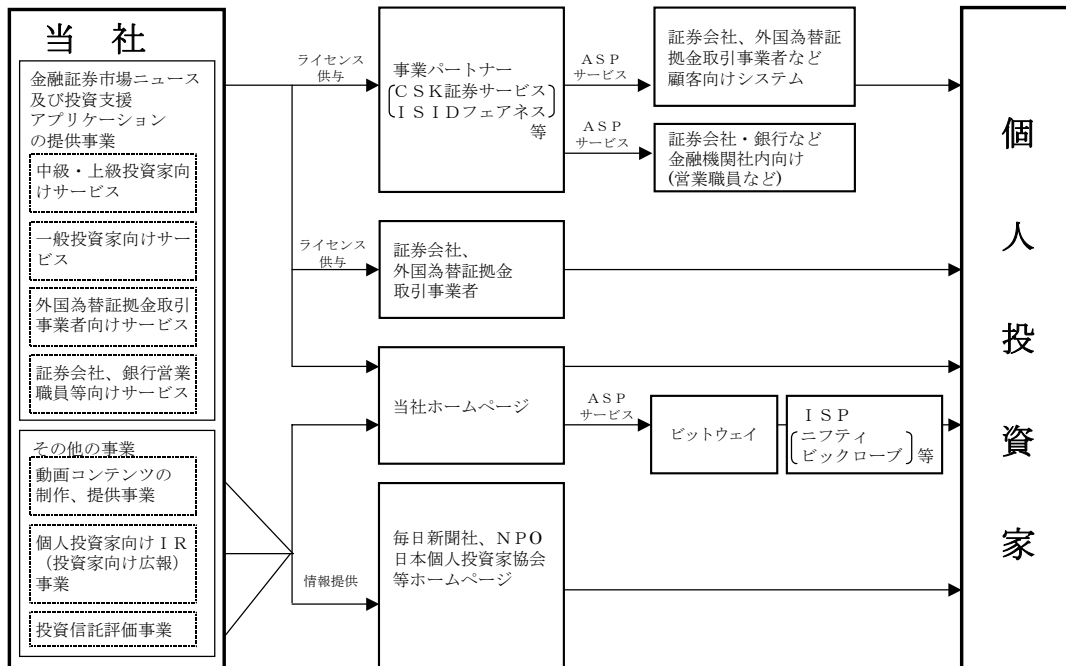 当 社
金融証券市場ニュース
及び投資支援
アプリケーション
の提供事業
中級・上級投資家向
けサービス
一般投資家向けサー
ビス
外国為替証拠金取引
事業者向けサービス
証券会社、銀行営業
職員等向けサービス
その他の事業
動画コンテンツの
制作、提供事業
個人投資家向けＩＲ
（投資家向け広報）
事業
投資信託評価事業
ライセンス
供与
事業パートナー
ＣＳＫ証券サービス
ＩＳＩＤフェアネス
等
ＡＳＰ
サービス
証券会社、外国為替証
拠金取引事業者など
顧客向けシステム
ＡＳＰ
サービス
証券会社・銀行など
金融機関社内向け
(営業職員など)
ライセンス
供与
証券会社、
外国為替証拠金
取引事業者
当社ホームページ
ＡＳＰ
サービス
ビットウェイ
ＩＳＰ
ニフティ
ビックローブ
等
情報提供
毎日新聞社、ＮＰＯ
日本個人投資家協会
等ホームページ
個
人
投
資
家